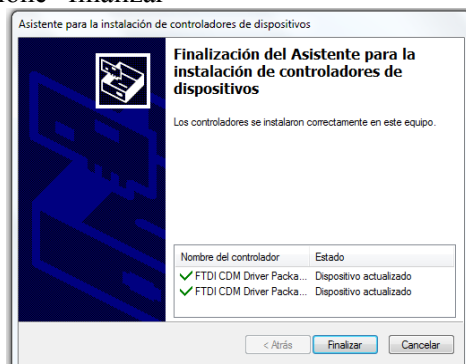 "finalizar"
Asistente para la instalación de controladores de dispositivos
Finalización del Asistente para la
instalación de controladores de
dispositivos
Los controladores se instalaron correctamente en este equipo.
Nombre del controlador Estado
FTDI CDM Driver Packa... Dispositivo actualizado
FTDI CDM Driver Packa... Dispositivo actualizado
< Atrás Finalizar Cancelar